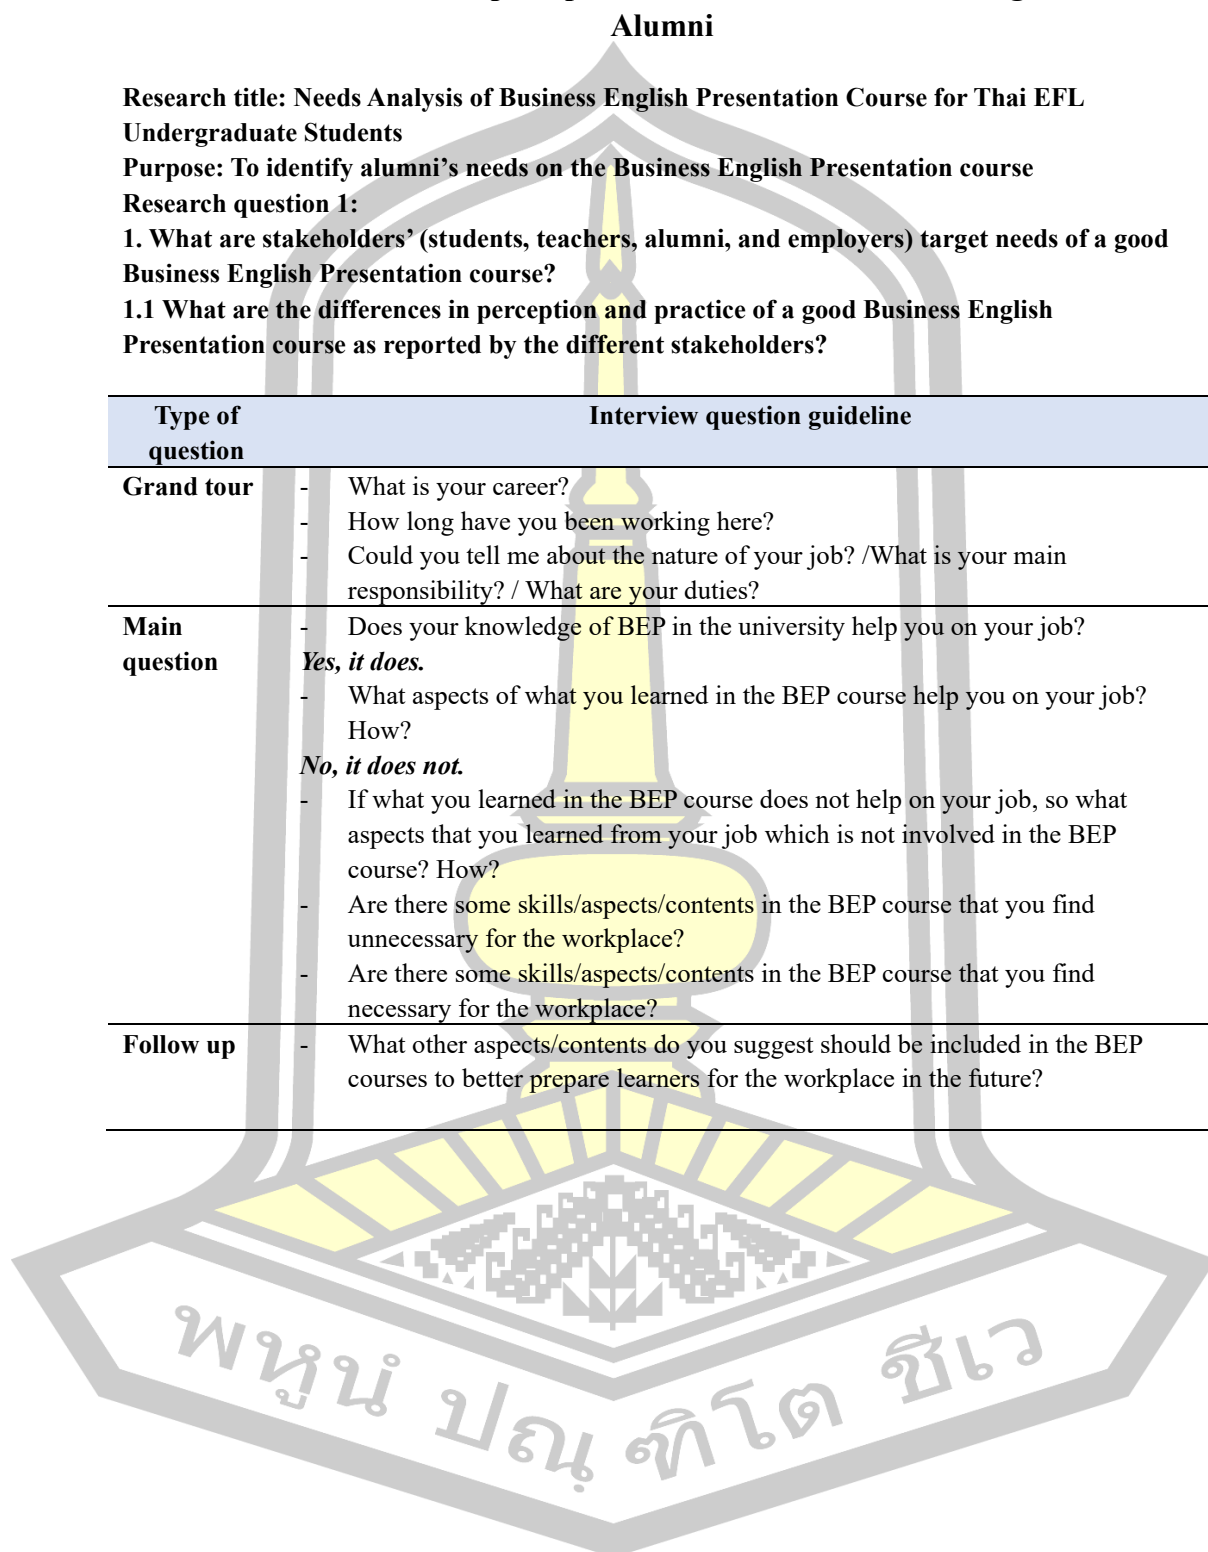 Alumni
Research title: Needs Analysis of Business English Presentation Course for Thai EFL
Undergraduate Students
Purpose: To identify alumni’s needs on the Business English Presentation course
Research question 1:
1. What are stakeholders’ (students, teachers, alumni, and employers) target needs of a good
Business English Presentation course?
1.1 What are the differences in perception and practice of a good Business English
Presentation course as reported by the different stakeholders?
Type of question
Interview question guideline
Grand tour
- What is your career?
- How long have you been working here?
- Could you tell me about the nature of your job? /What is your main
responsibility? / What are your duties?
Main question
- Does your knowledge of BEP in the university help you on your job?
Yes, it does.
- What aspects of what you learned in the BEP course help you on your job?
How?
No, it does not.
- If what you learned in the BEP course does not help on your job, so what
aspects that you learned from your job which is not involved in the BEP
course? How?
- Are there some skills/aspects/contents in the BEP course that you find
unnecessary for the workplace?
- Are there some skills/aspects/contents in the BEP course that you find
necessary for the workplace?
Follow up
- What other aspects/contents do you suggest should be included in the BEP
courses to better prepare learners for the workplace in the future?
พหูนํ ปณฺฑิโต ชีเว